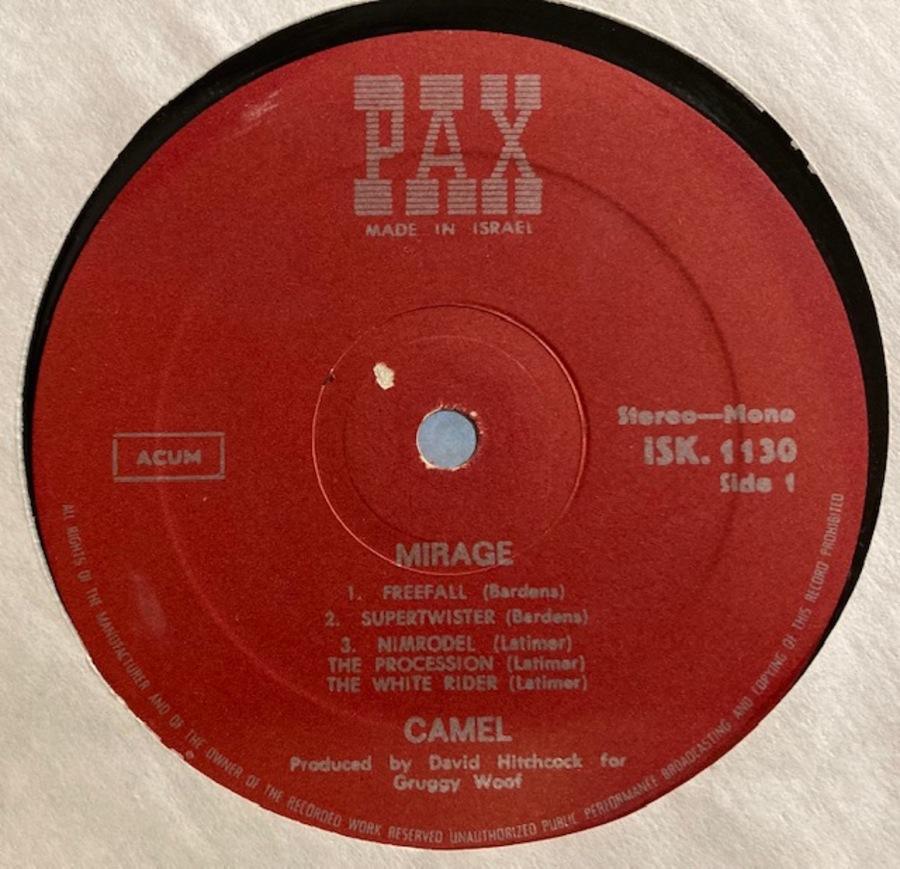 PAX
MADE IN ISRAEL
Stereo—Mono
ISK. 1130
Side 1
ACUM
MIRAGE
1. FREEFALL (Bardens)
2. SUPERTWISTER (Bardens)
3. NIMRODEL (Latimer)
THE PROCESSION (Latimer)
THE WHITE RIDER (Latimer)
CAMEL
Produced by David Hitchcock for
Gruggy Woof
ALL RIGHTS OF THE MANUFACTURER AND OF THE OWNER OF THE RECORDED WORK RESERVED UNAUTHORIZED PUBLIC PERFORMANCE BROADCASTING AND COPYING OF THIS RECORD PROHIBITED